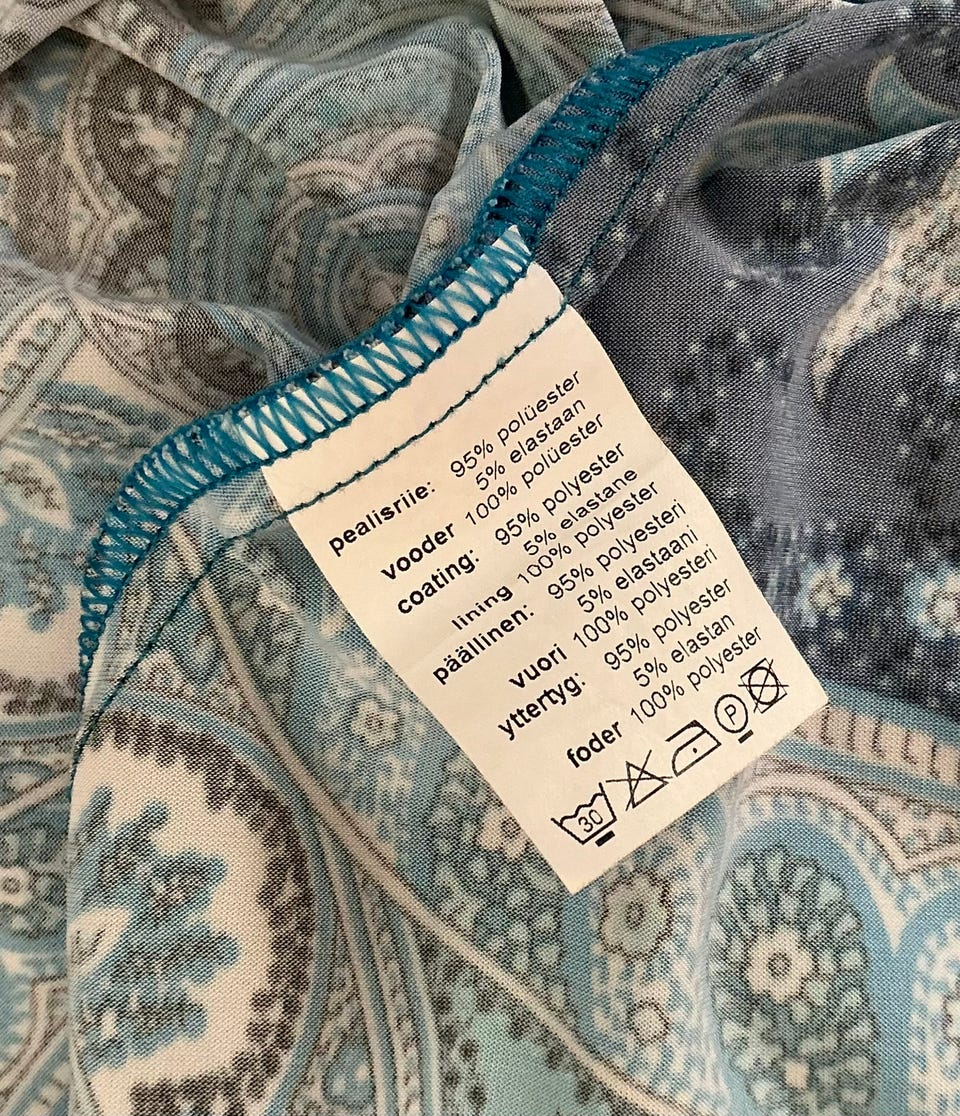 pealisriie: 95% polüester
5% elastaan
vooder 100% polüester
coating: 95% polyester
5% elastane
lining 100% polyester
päällinen: 95% polyesteri
5% elastaani
vuori 100% polyesteri
yttertyg: 95% polyester
5% elastan
foder 100% polyester
30 P